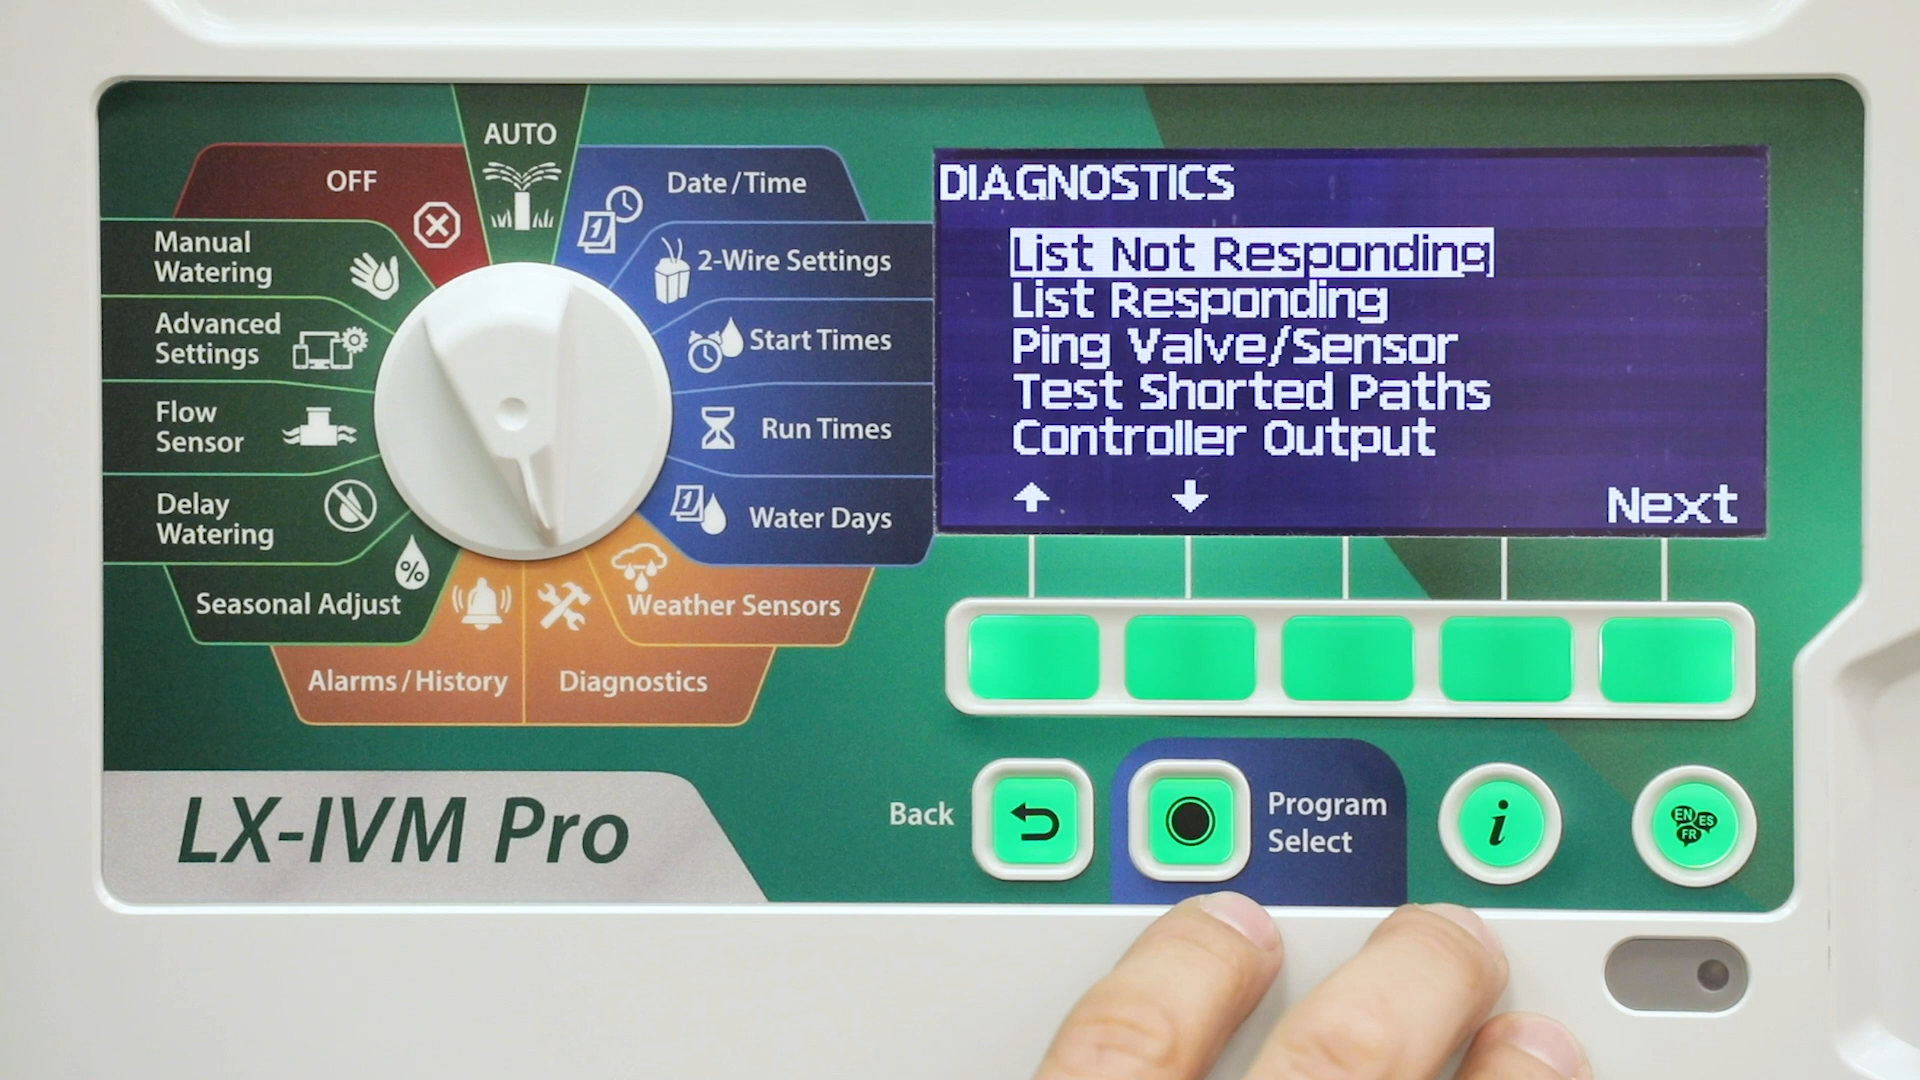 AUTO
OFF
Date/Time
Manual
Watering
2-Wire Settings
Advanced
Settings
Start Times
Flow
Sensor
Run Times
Delay
Watering
1
1
Water Days
%
Seasonal Adjust
Weather Sensors
Alarms/History
Diagnostics
LX-IVM Pro
DIAGNOSTICS
List Not Responding
List Responding
Ping Valve/Sensor
Test Shorted Paths
Controller Output
Next
Back
Program
Select
i
EN
ES
FR